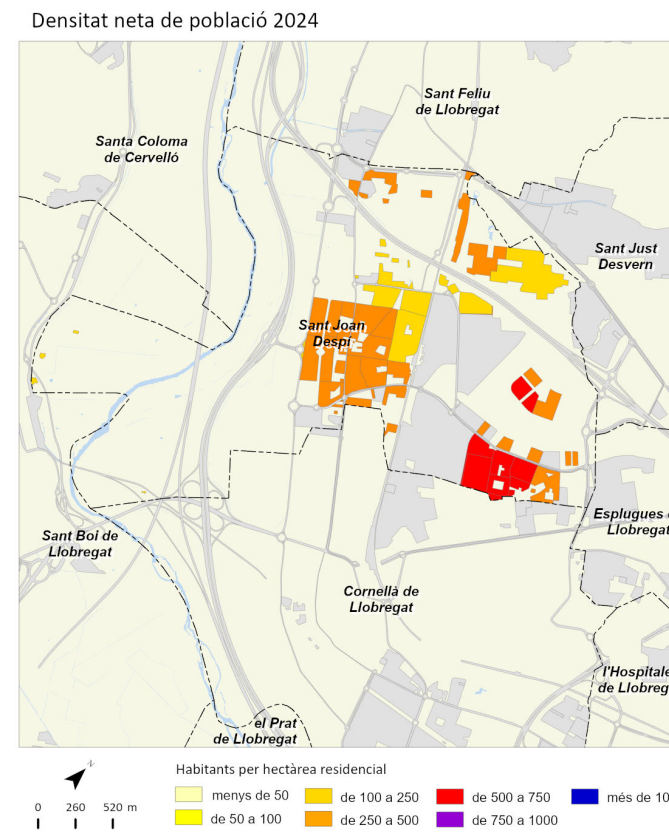 Densitat neta de població 2024
Sant Feliu
de Llobregat
Santa Coloma
de Cervelló
Sant Just
Desvern
Sant Joan
Despí
Esplugues
Llobregat
Sant Boi de
Llobregat
Cornellà de
Llobregat
l'Hospitale
de Llobreg
el Prat
de Llobregat
N
0 260 520 m
Habitants per hectàrea residencial
menys de 50
de 100 a 250
de 500 a 750
més de 10
de 50 a 100
de 250 a 500
de 750 a 1000